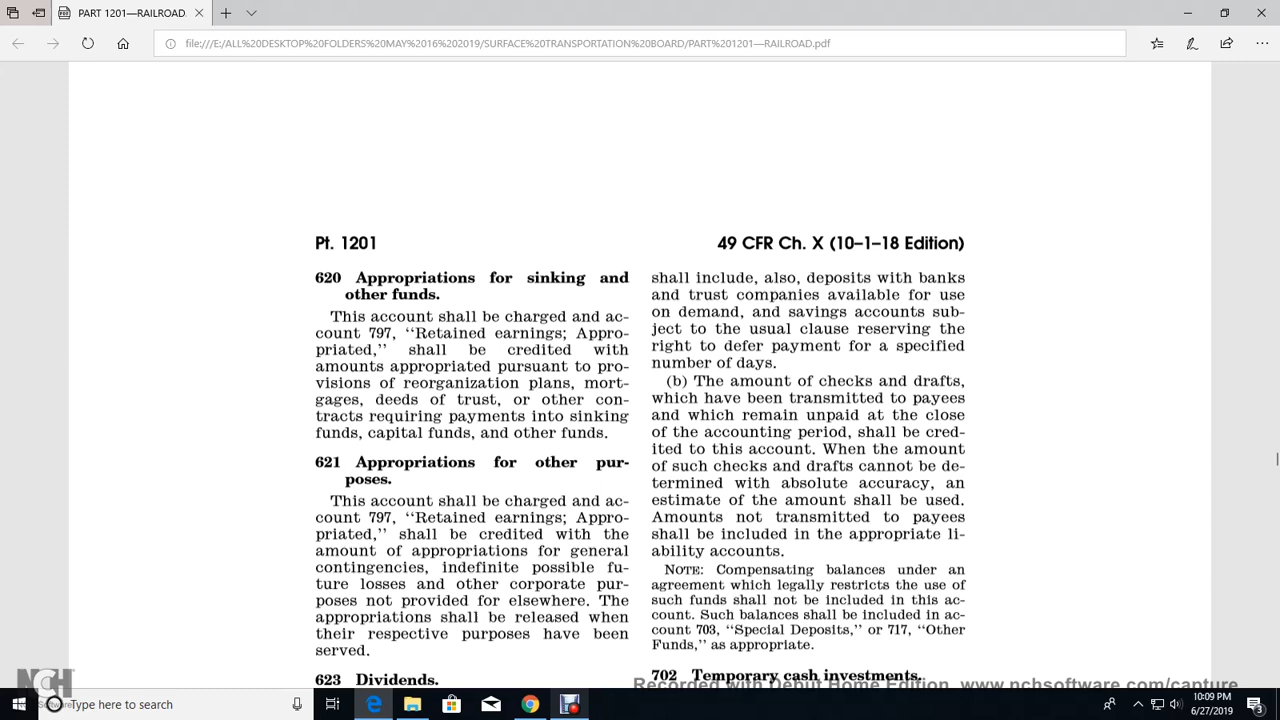 PART 1201—RAILROAD
file:///E:/ALL%20DESKTOP%20FOLDERS%20MAY%2016%202019/SURFACE%20TRANSPORTATION%20BOARD/PART%201201—RAILROAD.pdf
Pt. 1201
49 CFR Ch. X (10–1–18 Edition)
620 Appropriations for sinking and
other funds.
This account shall be charged and ac-
count 797, ‘‘Retained earnings; Appro-
priated,’’ shall be credited with
amounts appropriated pursuant to pro-
visions of reorganization plans, mort-
gages, deeds of trust, or other con-
tracts requiring payments into sinking
funds, capital funds, and other funds.
621 Appropriations for other pur-
poses.
This account shall be charged and ac-
count 797, ‘‘Retained earnings; Appro-
priated,’’ shall be credited with the
amount of appropriations for general
contingencies, indefinite possible fu-
ture losses and other corporate pur-
poses not provided for elsewhere. The
appropriations shall be released when
their respective purposes have been
served.
623 Dividends.
shall include, also, deposits with banks
and trust companies available for use
on demand, and savings accounts sub-
ject to the usual clause reserving the
right to defer payment for a specified
number of days.
(b) The amount of checks and drafts,
which have been transmitted to payees
and which remain unpaid at the close
of the accounting period, shall be cred-
ited to this account. When the amount
of such checks and drafts cannot be de-
termined with absolute accuracy, an
estimate of the amount shall be used.
Amounts not transmitted to payees
shall be included in the appropriate li-
ability accounts.
NOTE: Compensating balances under an
agreement which legally restricts the use of
such funds shall not be included in this ac-
count. Such balances shall be included in ac-
count 703, ‘‘Special Deposits,’’ or 717, ‘‘Other
Funds,’’ as appropriate.
702 Temporary cash investments.
Recorded with Debut Home Edition www.nchsoftware.com/capture
NCH
Software
Type here to search
10:09 PM
6/27/2019